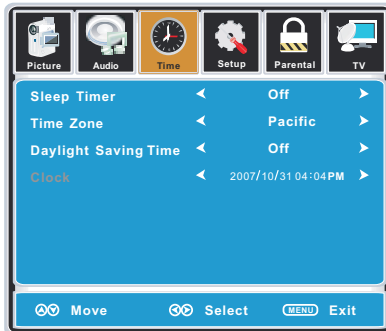 Picture Audio Time Setup Parental TV
Sleep Timer Off
Time Zone Pacific
Daylight Saving Time Off
Clock 2007/10/31 04:04PM
Move Select MENU Exit